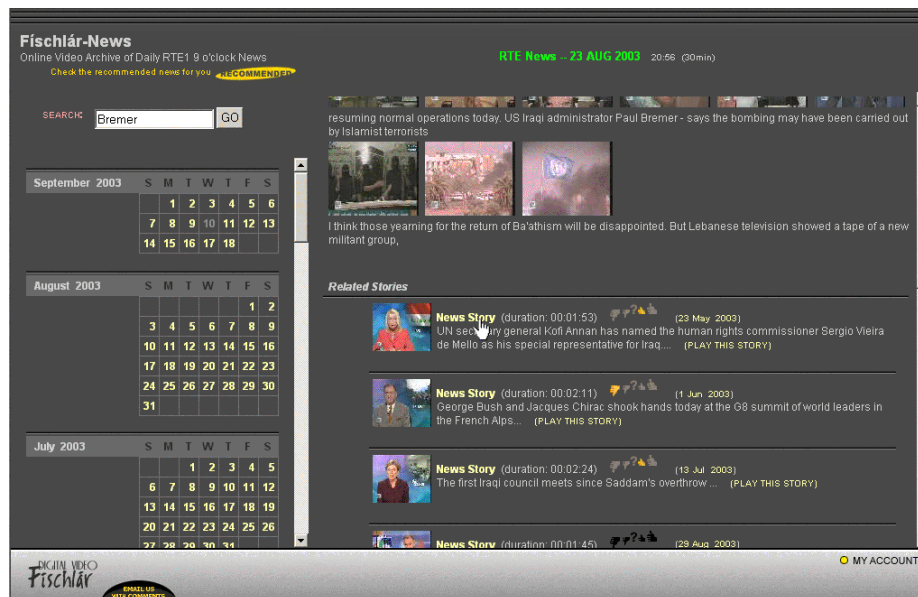 Físchlár-News
Online Video Archive of Daily RTE1 9 o'clock News
Check the recommended news for you RECOMMENDED
RTE News -- 23 AUG 2003 20:56 (30min)
SEARCH: Bremer GO
September 2003 S M T W T F S
1 2 3 4 5 6
7 8 9 10 11 12 13
14 15 16 17 18
August 2003 S M T W T F S
1 2
3 4 5 6 7 8 9
10 11 12 13 14 15 16
17 18 19 20 21 22 23
24 25 26 27 28 29 30
31
July 2003 S M T W T F S
1 2 3 4 5
6 7 8 9 10 11 12
13 14 15 16 17 18 19
20 21 22 23 24 25 26
27 28 29 30 31
resuming normal operations today. US Iraqi administrator Paul Bremer - says the bombing may have been carried out
by Islamist terrorists
I think those yearning for the return of Ba'athism will be disappointed. But Lebanese television showed a tape of a new
militant group,
Related Stories
News Story (duration: 00:01:53) (23 May 2003)
UN secretary general Kofi Annan has named the human rights commissioner Sergio Vieira
de Mello as his special representative for Iraq.... (PLAY THIS STORY)
News Story (duration: 00:02:11) (1 Jun 2003)
George Bush and Jacques Chirac shook hands today at the G8 summit of world leaders in
the French Alps... (PLAY THIS STORY)
News Story (duration: 00:02:24) (13 Jul 2003)
The first Iraqi council meets since Saddam's overthrow ... (PLAY THIS STORY)
News Story (duration: 00:01:45) (29 Aug 2003)
DIGITAL VIDEO
Físchlár
EMAIL US
WITH COMMENTS
MY ACCOUNT